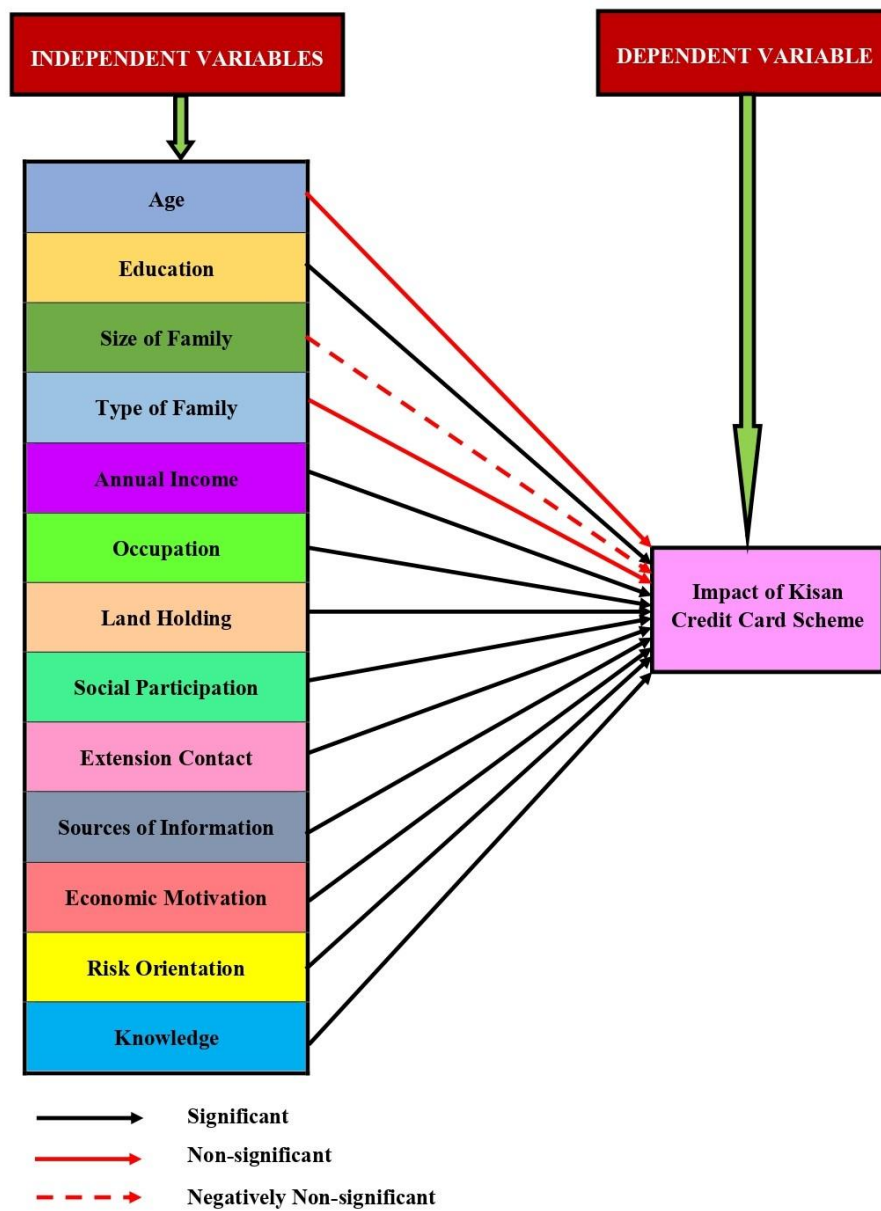 INDEPENDENT VARIABLES
DEPENDENT VARIABLE
Age
Education
Size of Family
Type of Family
Annual Income
Occupation
Land Holding
Social Participation
Extension Contact
Sources of Information
Economic Motivation
Risk Orientation
Knowledge
Impact of Kisan
Credit Card Scheme
Significant
Non-significant
Negatively Non-significant